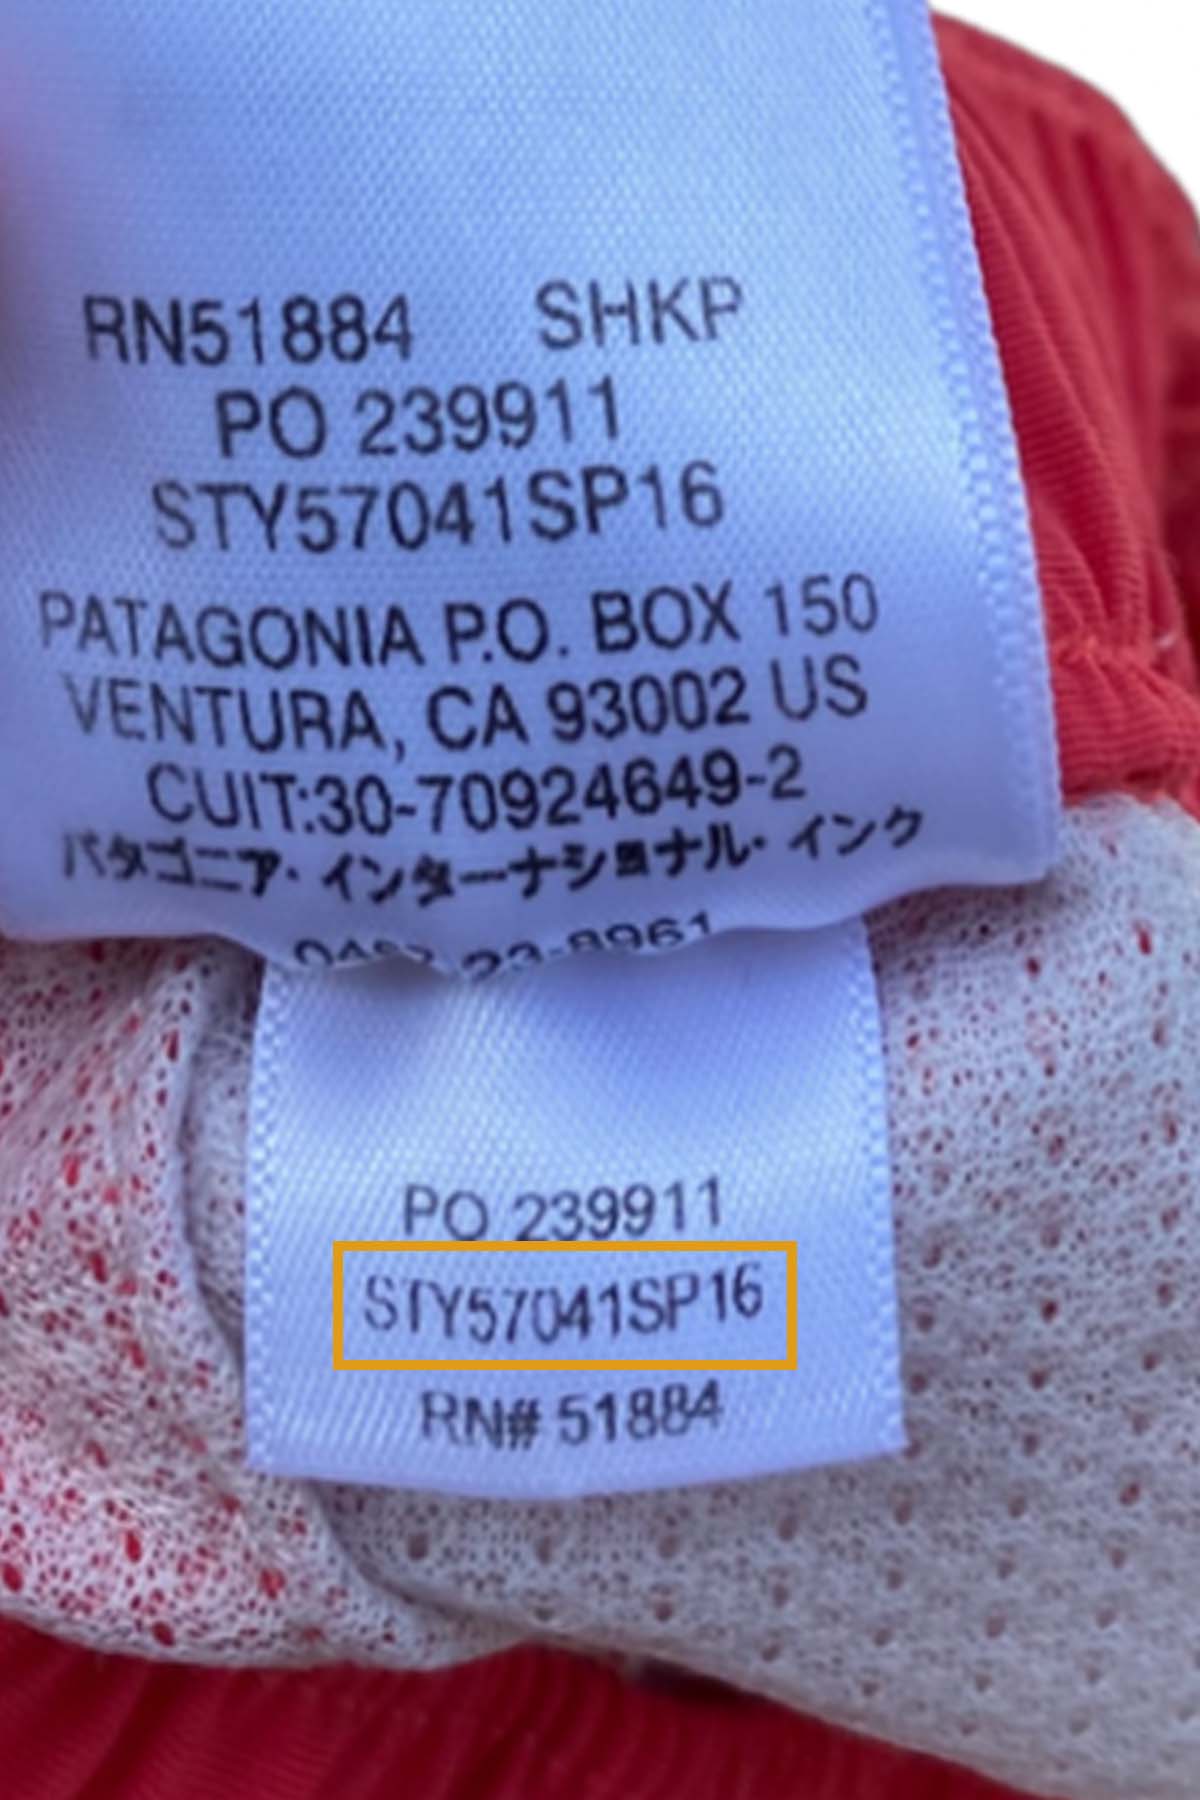 RN51884 SHKP
PO 239911
STY57041SP16
PATAGONIA P.O. BOX 150
VENTURA, CA 93002 US
CUIT:30-70924649-2
パタゴニア・インターナショナル・インク
PO 239911
STY57041SP16
RN# 51884